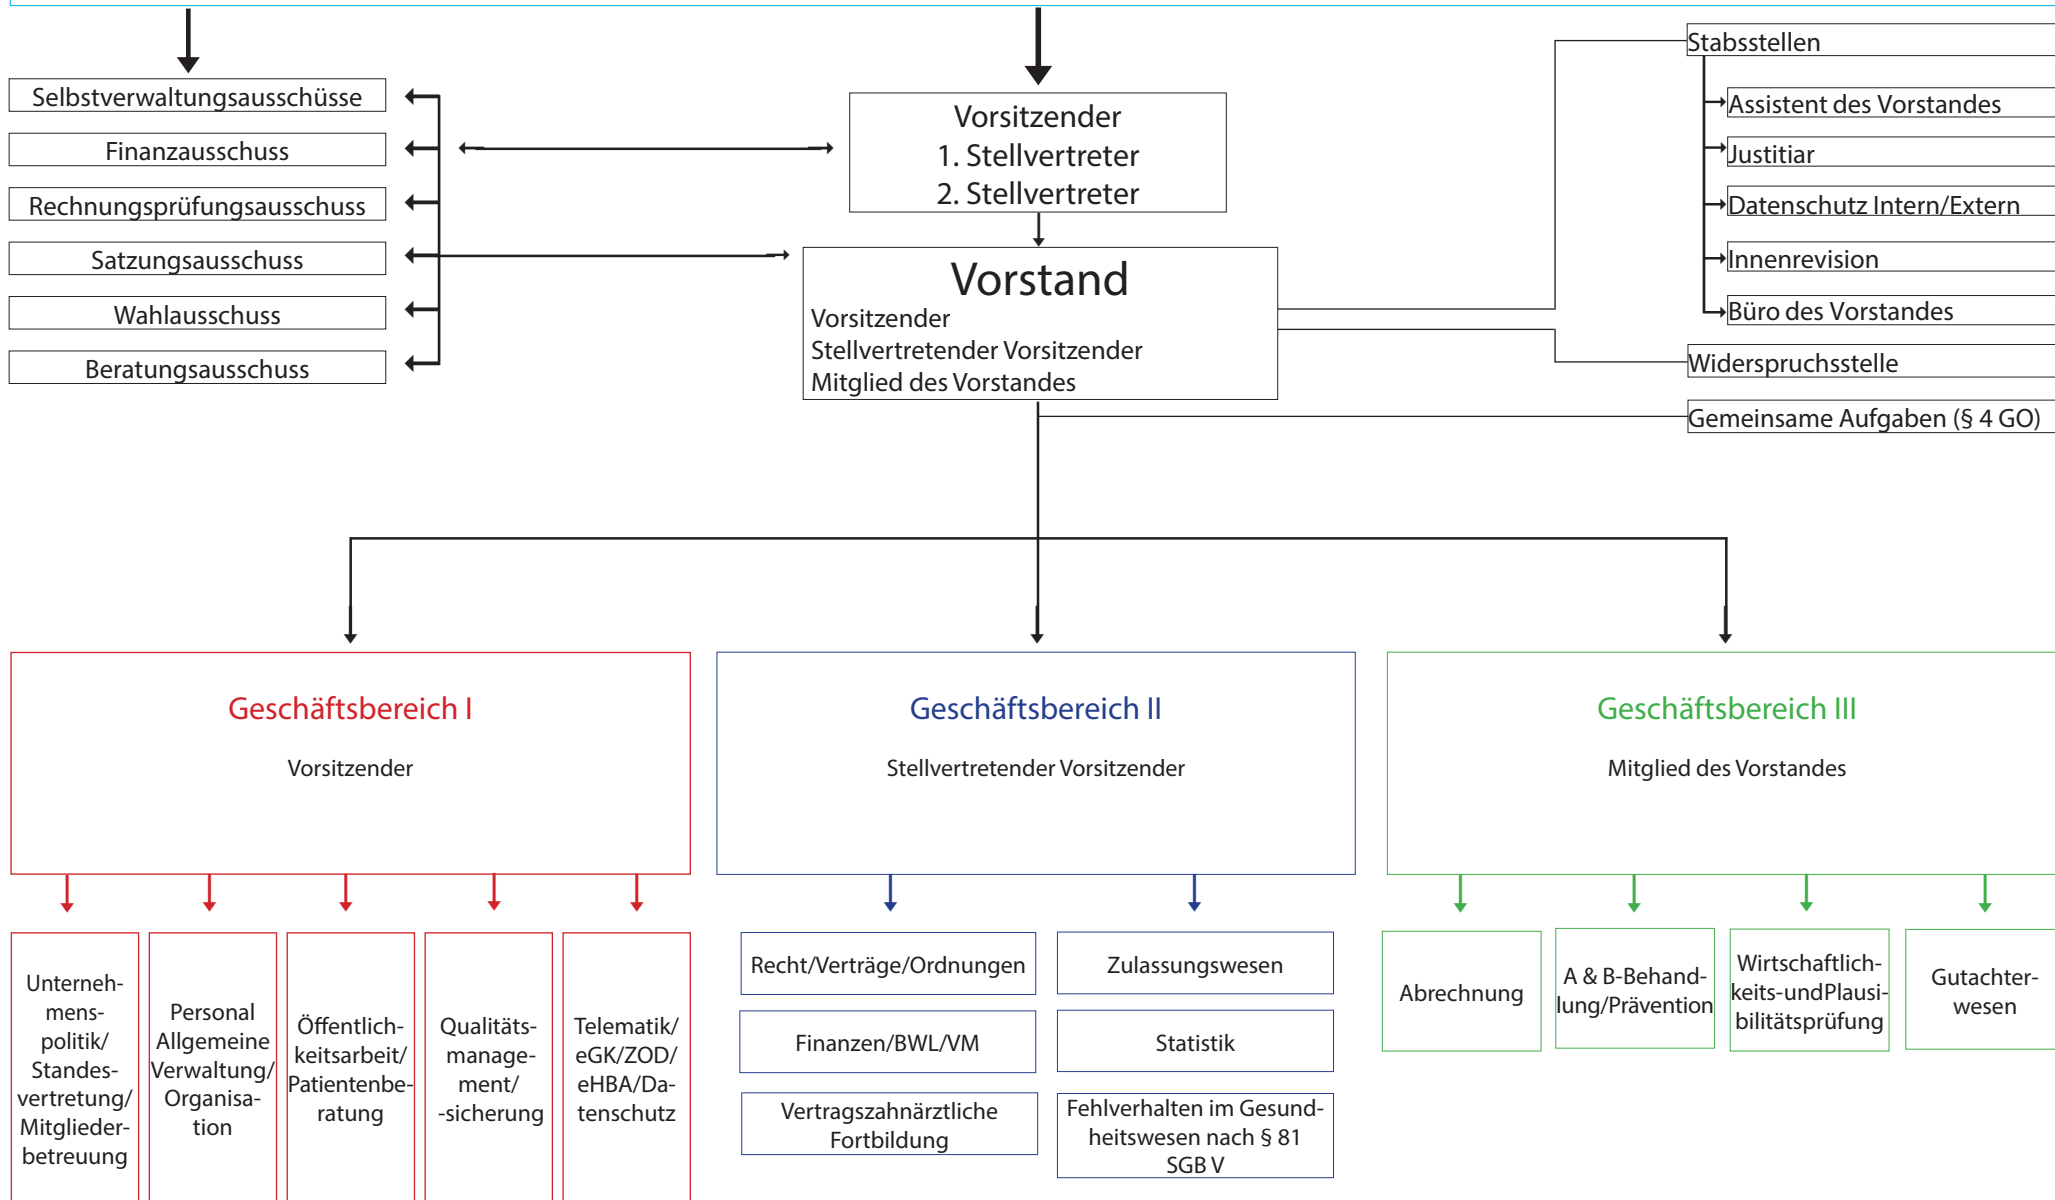 Selbstverwaltungsausschüsse
Finanzausschuss
Rechnungsprüfungsausschuss
Satzungsausschuss
Wahlausschuss
Beratungsausschuss
Vorsitzender
1. Stellvertreter
2. Stellvertreter
Vorstand
Vorsitzender
Stellvertretender Vorsitzender
Mitglied des Vorstandes
Stabsstellen
Assistent des Vorstandes
Justitiar
Datenschutz Intern/Extern
Innenrevision
Büro des Vorstandes
Widerspruchsstelle
Gemeinsame Aufgaben (§ 4 GO)
Geschäftsbereich I
Vorsitzender
Geschäftsbereich II
Stellvertretender Vorsitzender
Geschäftsbereich III
Mitglied des Vorstandes
Unterneh-
mens-
politik/
Standes-
vertretung/
Mitglieder-
betreuung
Personal
Allgemeine
Verwaltung/
Organisa-
tion
Öffentlich-
keitsarbeit/
Patientenbe-
ratung
Qualitäts-
manage-
ment/
-sicherung
Telematik/
eGK/ZOD/
eHBA/Da-
tenschutz
Recht/Verträge/Ordnungen
Finanzen/BWL/VM
Vertragszahnärztliche
Fortbildung
Zulassungswesen
Statistik
Fehlverhalten im Gesund-
heitswesen nach § 81
SGB V
Abrechnung
A & B-Behand-
lung/Prävention
Wirtschaftlich-
keits-undPlausi-
bilitätsprüfung
Gutachter-
wesen